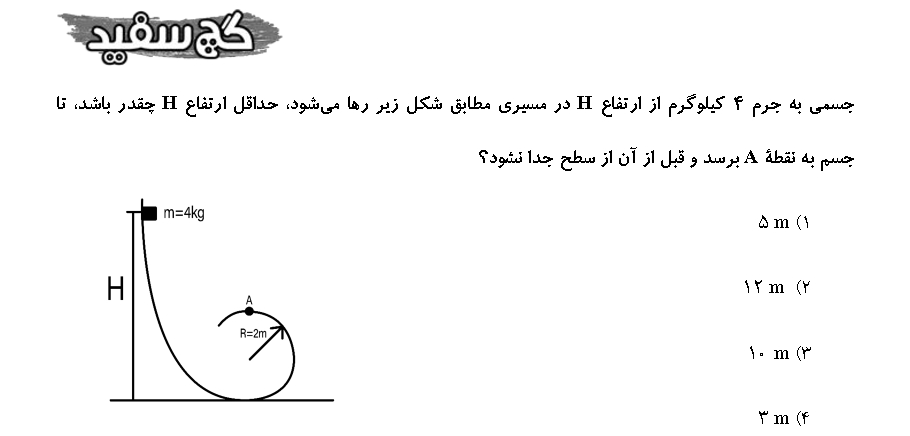 گچ سفید
جسمی به جرم ۴ کیلوگرم از ارتفاع H در مسیری مطابق شکل زیر رها می‌شود، حداقل ارتفاع H چقدر باشد، تا
جسم به نقطهٔ A برسد و قبل از آن از سطح جدا نشود؟
۱) ۵ m
۲) ۱۲ m
۳) ۱۰ m
۴) ۳ m
m=4kg
H
A
R=2m